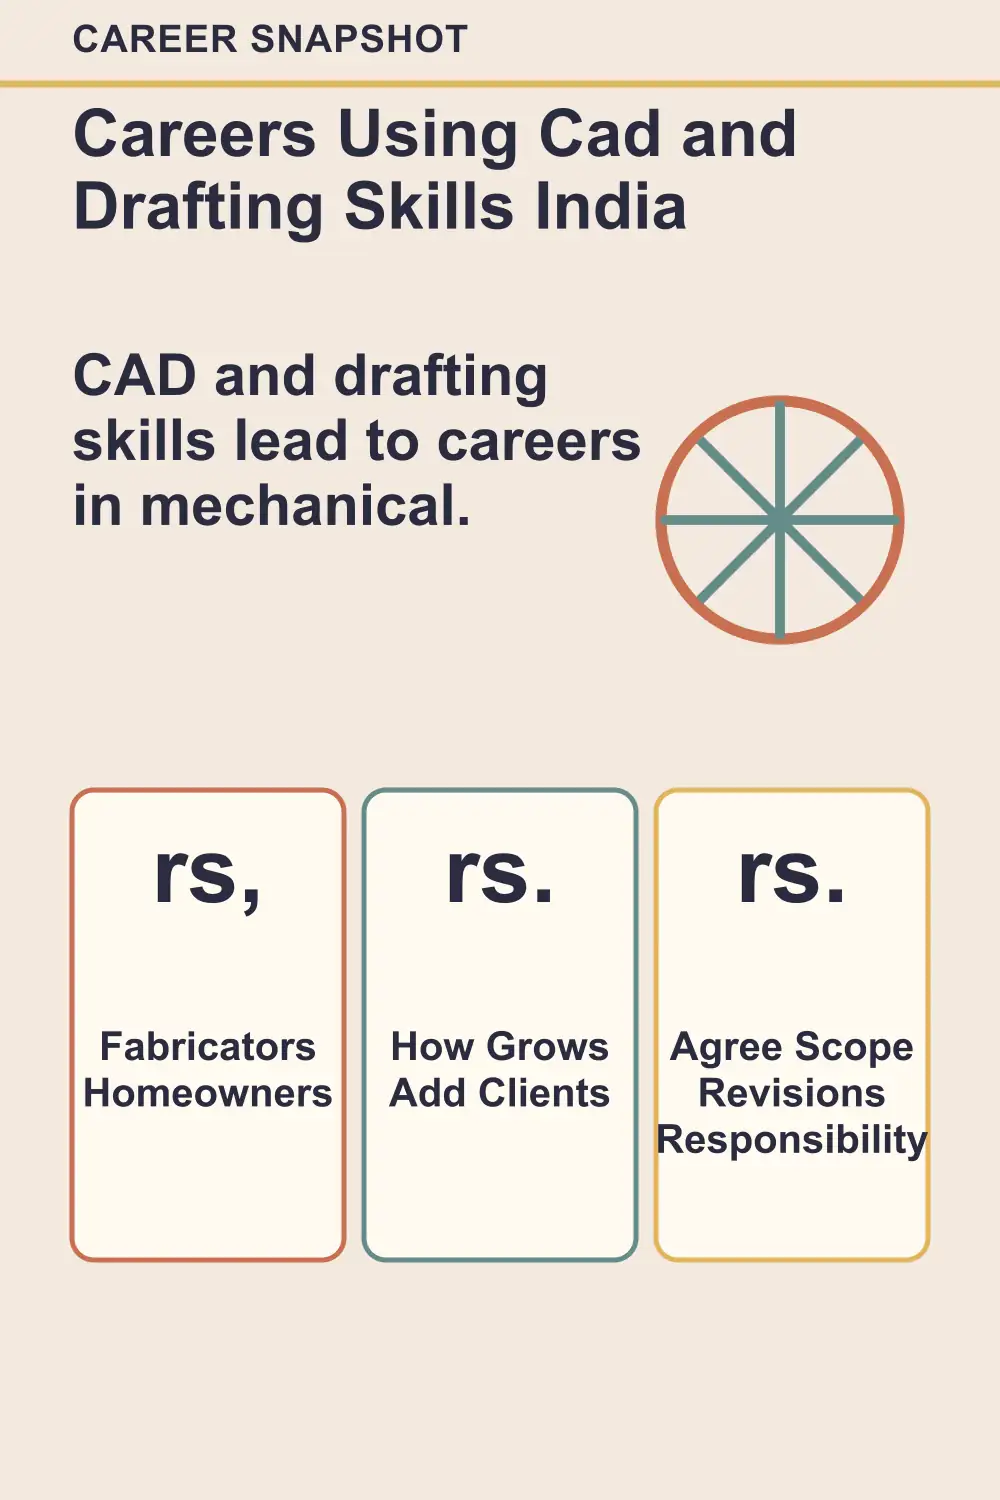 CAREER SNAPSHOT
Careers Using Cad and
Drafting Skills India
CAD and drafting
skills lead to careers
in mechanical.
rs,
Fabricators
Homeowners
rs.
How Grows
Add Clients
rs.
Agree Scope
Revisions
Responsibility